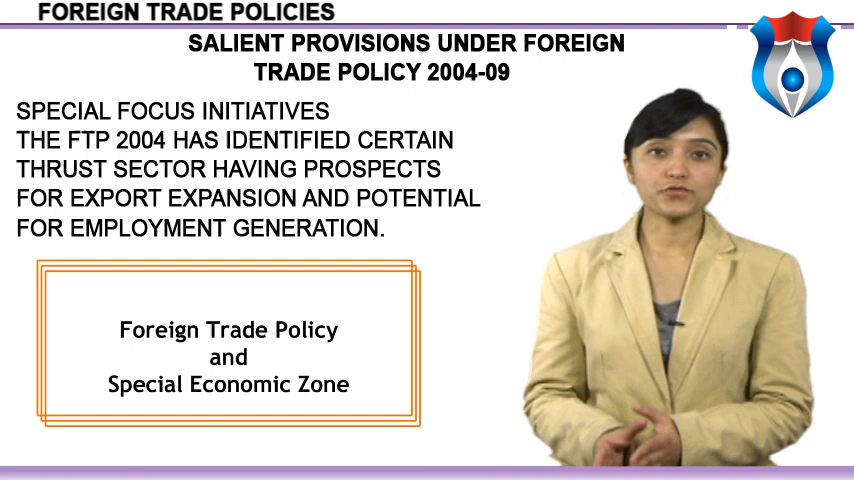 FOREIGN TRADE POLICIES
SALIENT PROVISIONS UNDER FOREIGN
TRADE POLICY 2004-09
SPECIAL FOCUS INITIATIVES
THE FTP 2004 HAS IDENTIFIED CERTAIN
THRUST SECTOR HAVING PROSPECTS
FOR EXPORT EXPANSION AND POTENTIAL
FOR EMPLOYMENT GENERATION.
Foreign Trade Policy
and
Special Economic Zone